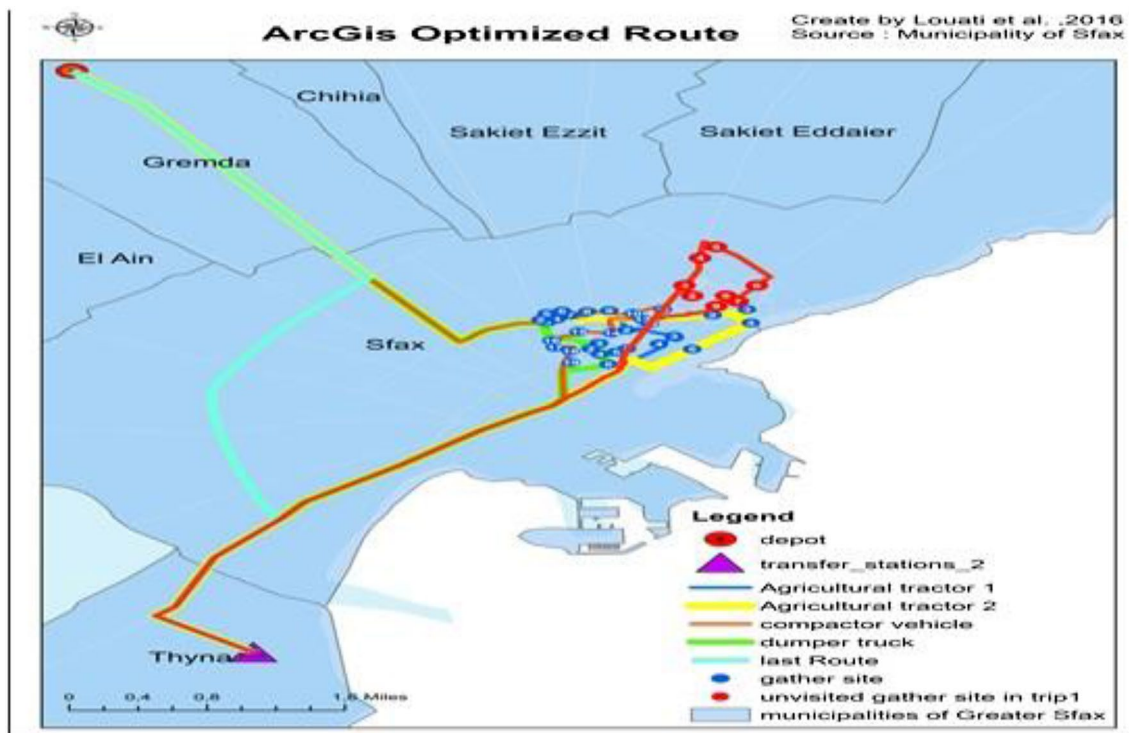 ArcGis Optimized Route
Create by Louati et al. .2016
Source : Municipality of Sfax
Chihia
Sakiet Ezzit
Sakiet Eddaier
Gremda
El Ain
Sfax
Thyna
0 0,4 0,8 1,6 Miles
Legend
depot
transfer_stations_2
Agricultural tractor 1
Agricultural tractor 2
compactor vehicle
dumper truck
last Route
gather site
unvisited gather site in trip1
municipalities of Greater Sfax